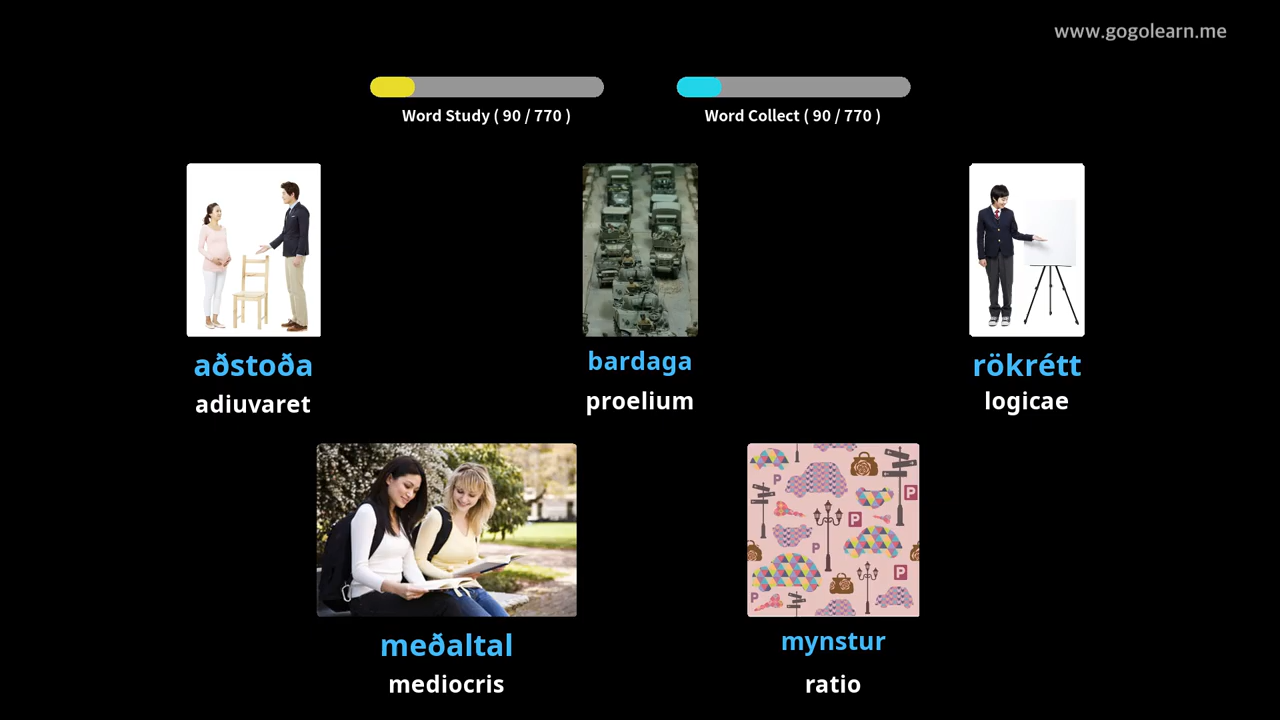 www.gogolearn.me
Word Study ( 90 / 770 )
Word Collect ( 90 / 770 )
aðstoða
adiuvaret
bardaga
proelium
rökrétt
logicae
meðaltal
mediocris
mynstur
ratio
P
P
P
P
P
P